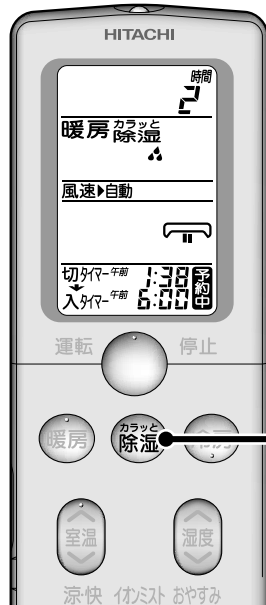 HITACHI
時間
2
暖房 カラッと除湿
風速▶自動
切タイマー 午前 1:38 予約中
入タイマー 午前 6:00
運転 停止
暖房 カラッと除湿 冷房
室温 湿度
涼・快 イオンミスト おやすみ